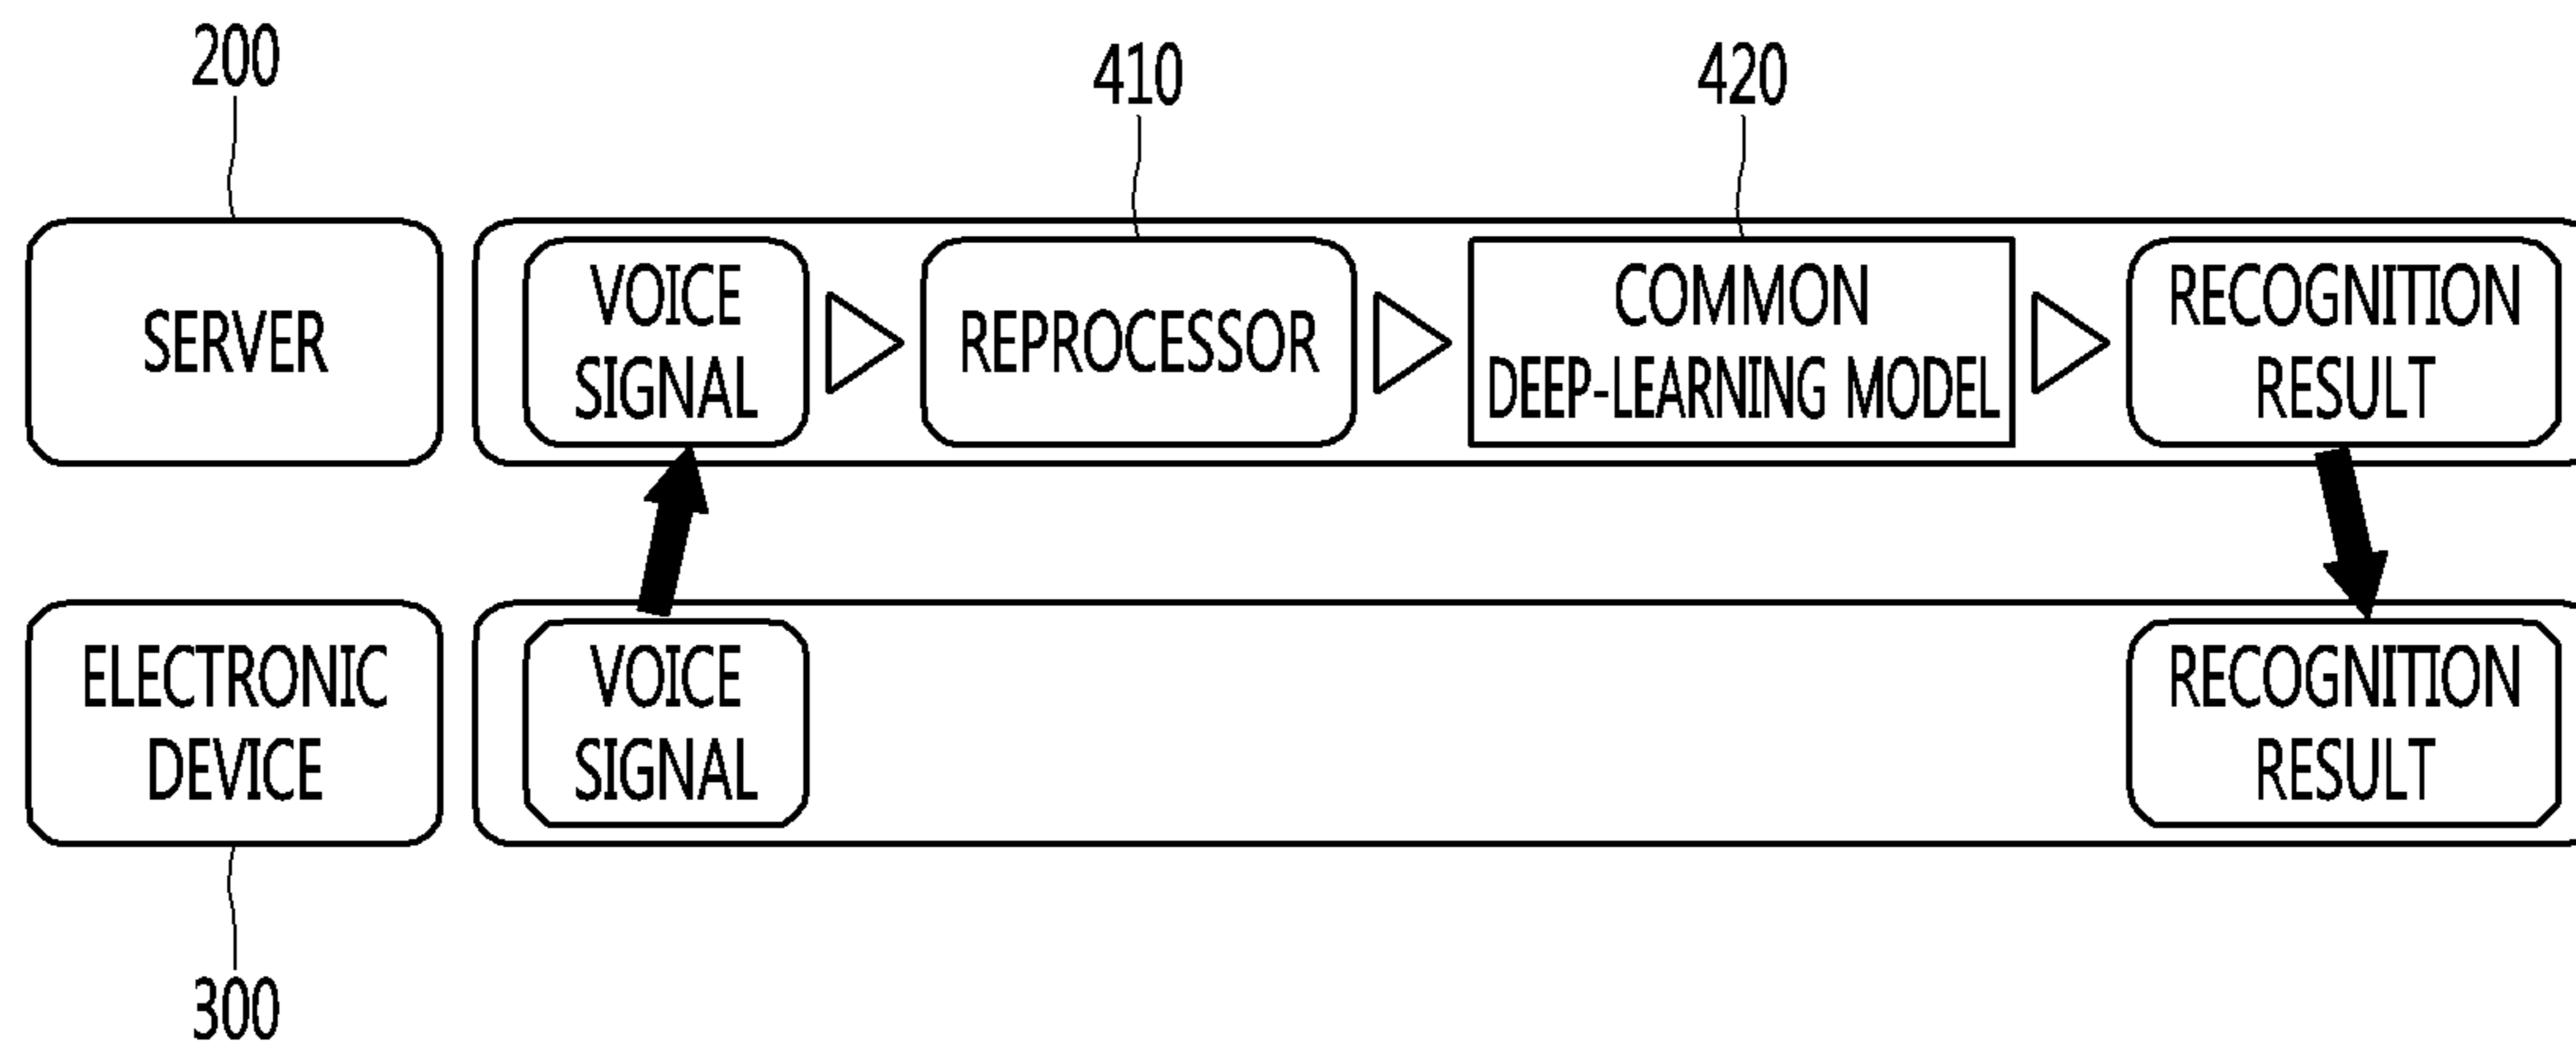 200
410
420
SERVER
VOICE
SIGNAL
REPROCESSOR
COMMON
DEEP-LEARNING MODEL
RECOGNITION
RESULT
ELECTRONIC
DEVICE
VOICE
SIGNAL
RECOGNITION
RESULT
300